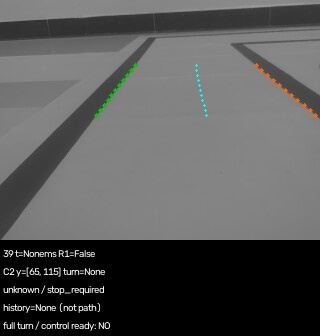 39 t=Nonems R1=False
C2 y=[65, 115] turn=None
unknown / stop_required
history=None (not path)
full turn / control ready: NO